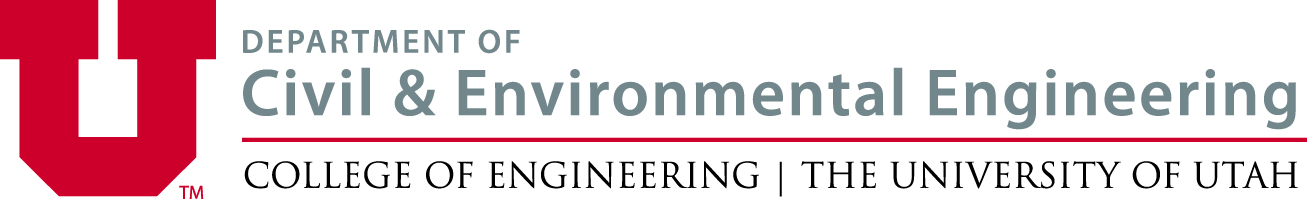 U
TM
DEPARTMENT OF
Civil & Environmental Engineering
COLLEGE OF ENGINEERING | THE UNIVERSITY OF UTAH